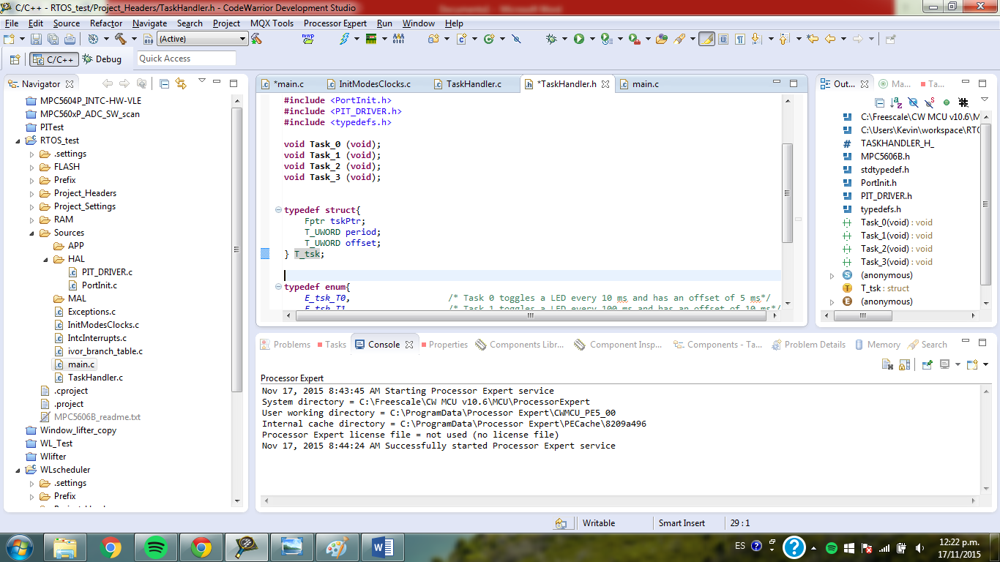 C/C++ - RTOS_test/Project_Headers/TaskHandler.h - CodeWarrior Development Studio
File Edit Source Refactor Navigate Search Project MQX Tools Processor Expert Run Window Help
(Active)
C/C++ Debug Quick Access
Navigator
MPC5604P_INTC-HW-VLE
MPC560xP_ADC_SW_scan
PITest
RTOS_test
.settings
FLASH
Prefix
Project_Headers
Project_Settings
RAM
Sources
APP
HAL
PIT_DRIVER.c
PortInit.c
MAL
Exceptions.c
InitModesClocks.c
IntcInterrupts.c
ivor_branch_table.c
main.c
TaskHandler.c
.cproject
.project
MPC5606B_readme.txt
Window_lifter_copy
WL_Test
Wlifter
WLscheduler
.settings
Prefix
*main.c InitModesClocks.c TaskHandler.c *TaskHandler.h main.c
#include <PortInit.h>
#include <PIT_DRIVER.h>
#include <typedefs.h>
void Task_0 (void);
void Task_1 (void);
void Task_2 (void);
void Task_3 (void);
typedef struct{
Fptr tskPtr;
T_UWORD period;
T_UWORD offset;
} T_tsk;
typedef enum{
E_tsk_T0, /* Task 0 toggles a LED every 10 ms and has an offset of 5 ms*/
E_tsk_T1, /* Task 1 toggles a LED every 100 ms and has an offset of 10 ms*/
Out... Ma... Ta...
C:\Freescale\CW MCU v10.6\M
C:\Users\Kevin\workspace\RTO
TASKHANDLER_H_
MPC5606B.h
stdtypedef.h
PortInit.h
PIT_DRIVER.h
typedefs.h
Task_0(void) : void
Task_1(void) : void
Task_2(void) : void
Task_3(void) : void
(anonymous)
T_tsk : struct
(anonymous)
Problems Tasks Console Properties Components Libr... Component Insp... Components - Ta... Problem Details Memory Search
Processor Expert
Nov 17, 2015 8:43:45 AM Starting Processor Expert service
System directory = C:\Freescale\CW MCU v10.6\MCU\ProcessorExpert
User working directory = C:\ProgramData\Processor Expert\CWMCU_PE5_00
Internal cache directory = C:\ProgramData\Processor Expert\PECache\8209a496
Processor Expert license file = not used (no license file)
Nov 17, 2015 8:44:24 AM Successfully started Processor Expert service
Writable Smart Insert 29 : 1
ES 12:22 p.m.
17/11/2015